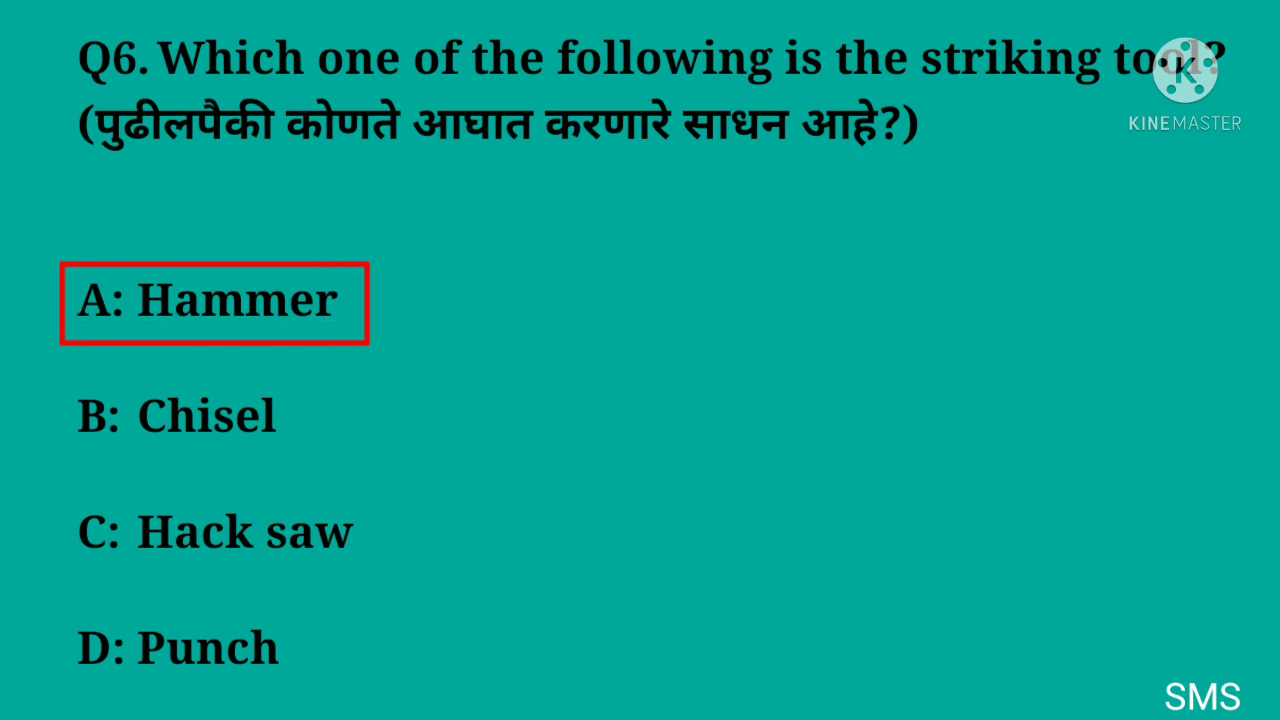 Q6. Which one of the following is the striking tool?
(पुढीलपैकी कोणते आघात करणारे साधन आहे?)
K
KINEMASTER
A: Hammer
B: Chisel
C: Hack saw
D: Punch
SMS